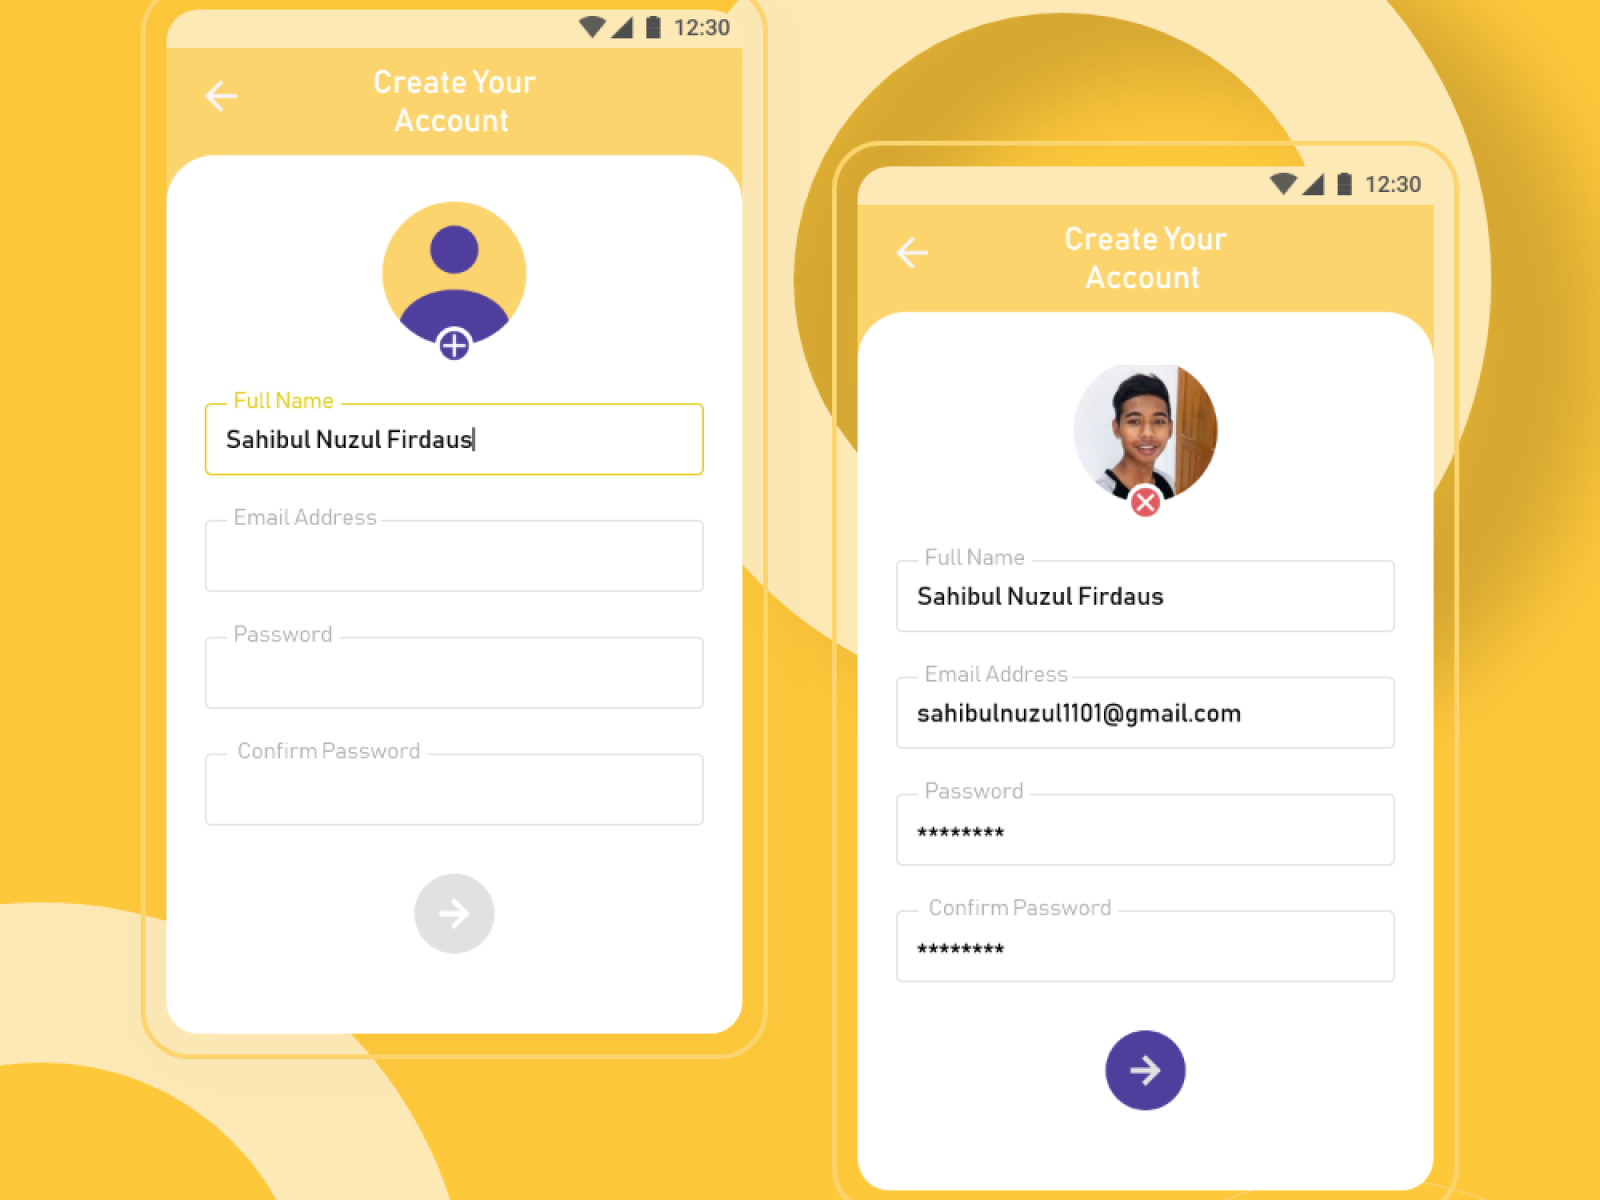 12:30
Create Your
Account
Full Name
Sahibul Nuzul Firdaus
Email Address
Password
Confirm Password
12:30
Create Your
Account
Full Name
Sahibul Nuzul Firdaus
Email Address
sahibulnuzul1101@gmail.com
Password
********
Confirm Password
********